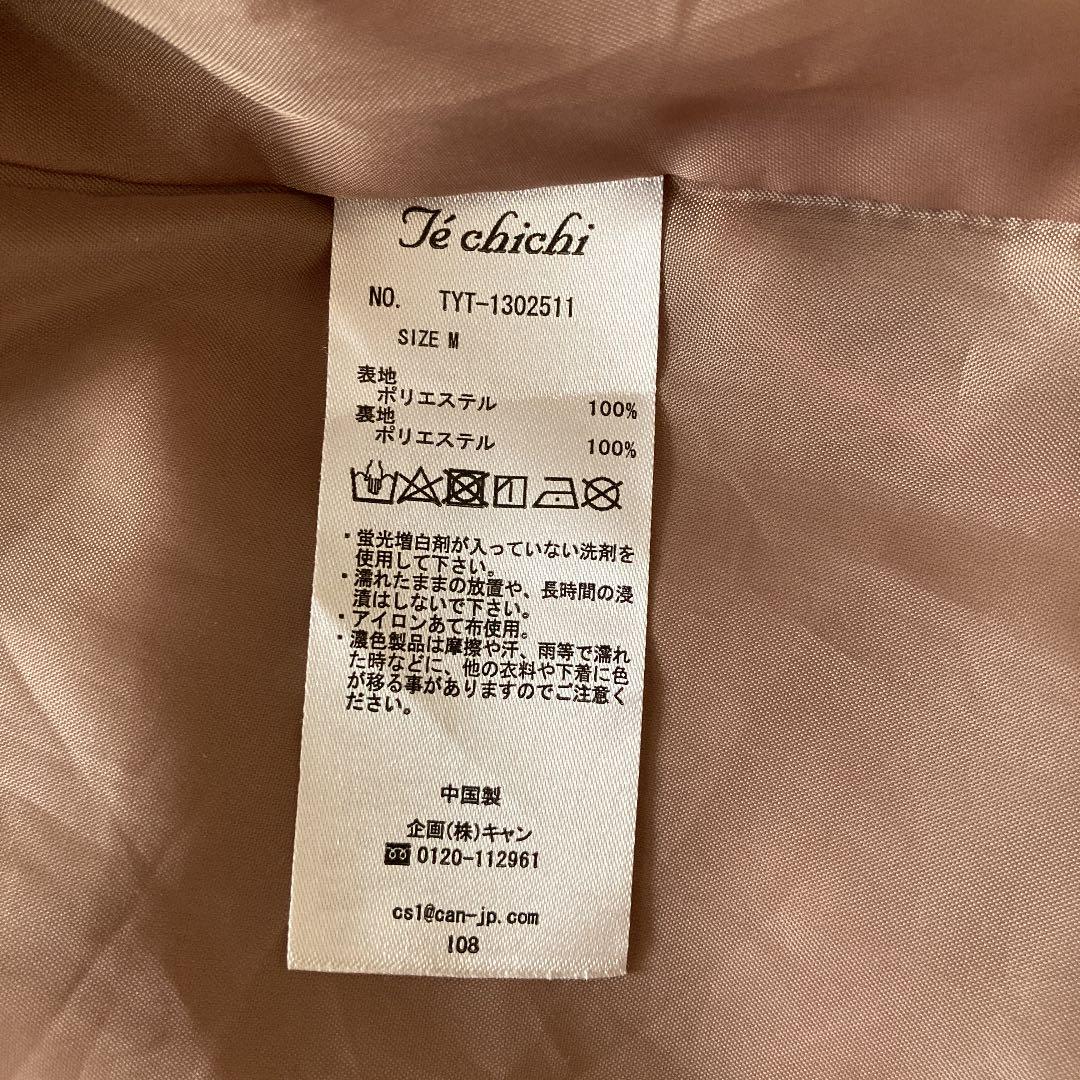 Té chichi
NO. TYT-1302511
SIZE M
表地
ポリエステル 100%
裏地
ポリエステル 100%
・蛍光増白剤が入っていない洗剤を
使用して下さい。
・濡れたままの放置や、長時間の浸
漬はしないで下さい。
・アイロンあて布使用。
・濃色製品は摩擦や汗、雨等で濡れ
た時などに、他の衣料や下着に色
が移る事がありますのでご注意く
ださい。
中国製
企画(株)キャン
0120-112961
cs1@can-jp.com
108